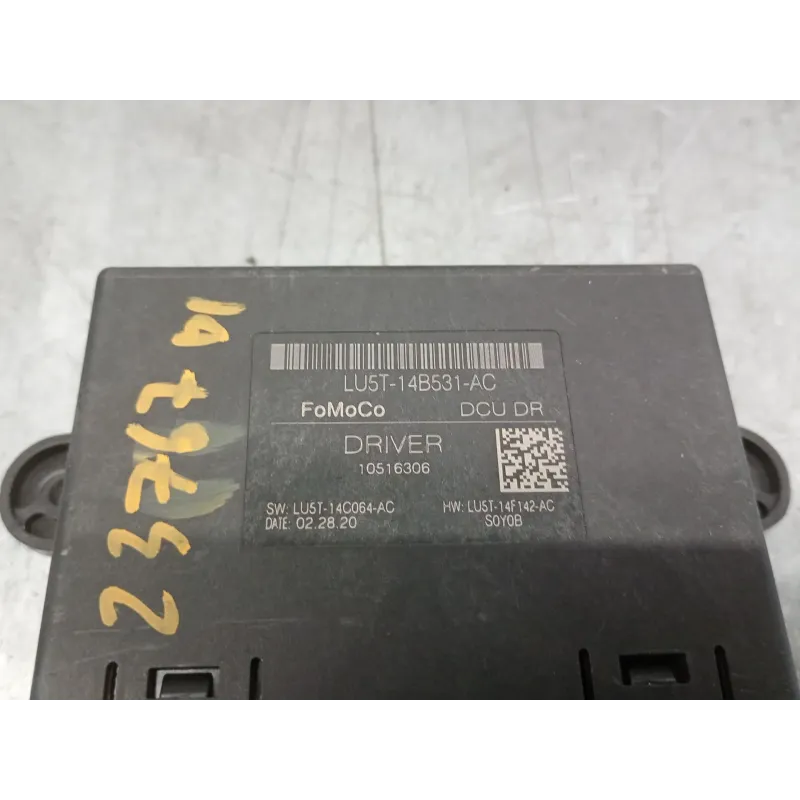 LU5T-14B531-AC
FoMoCo DCU DR
DRIVER
10516306
SW: LU5T-14C064-AC HW: LU5T-14F142-AC
DATE: 02.28.20 S0Y0B